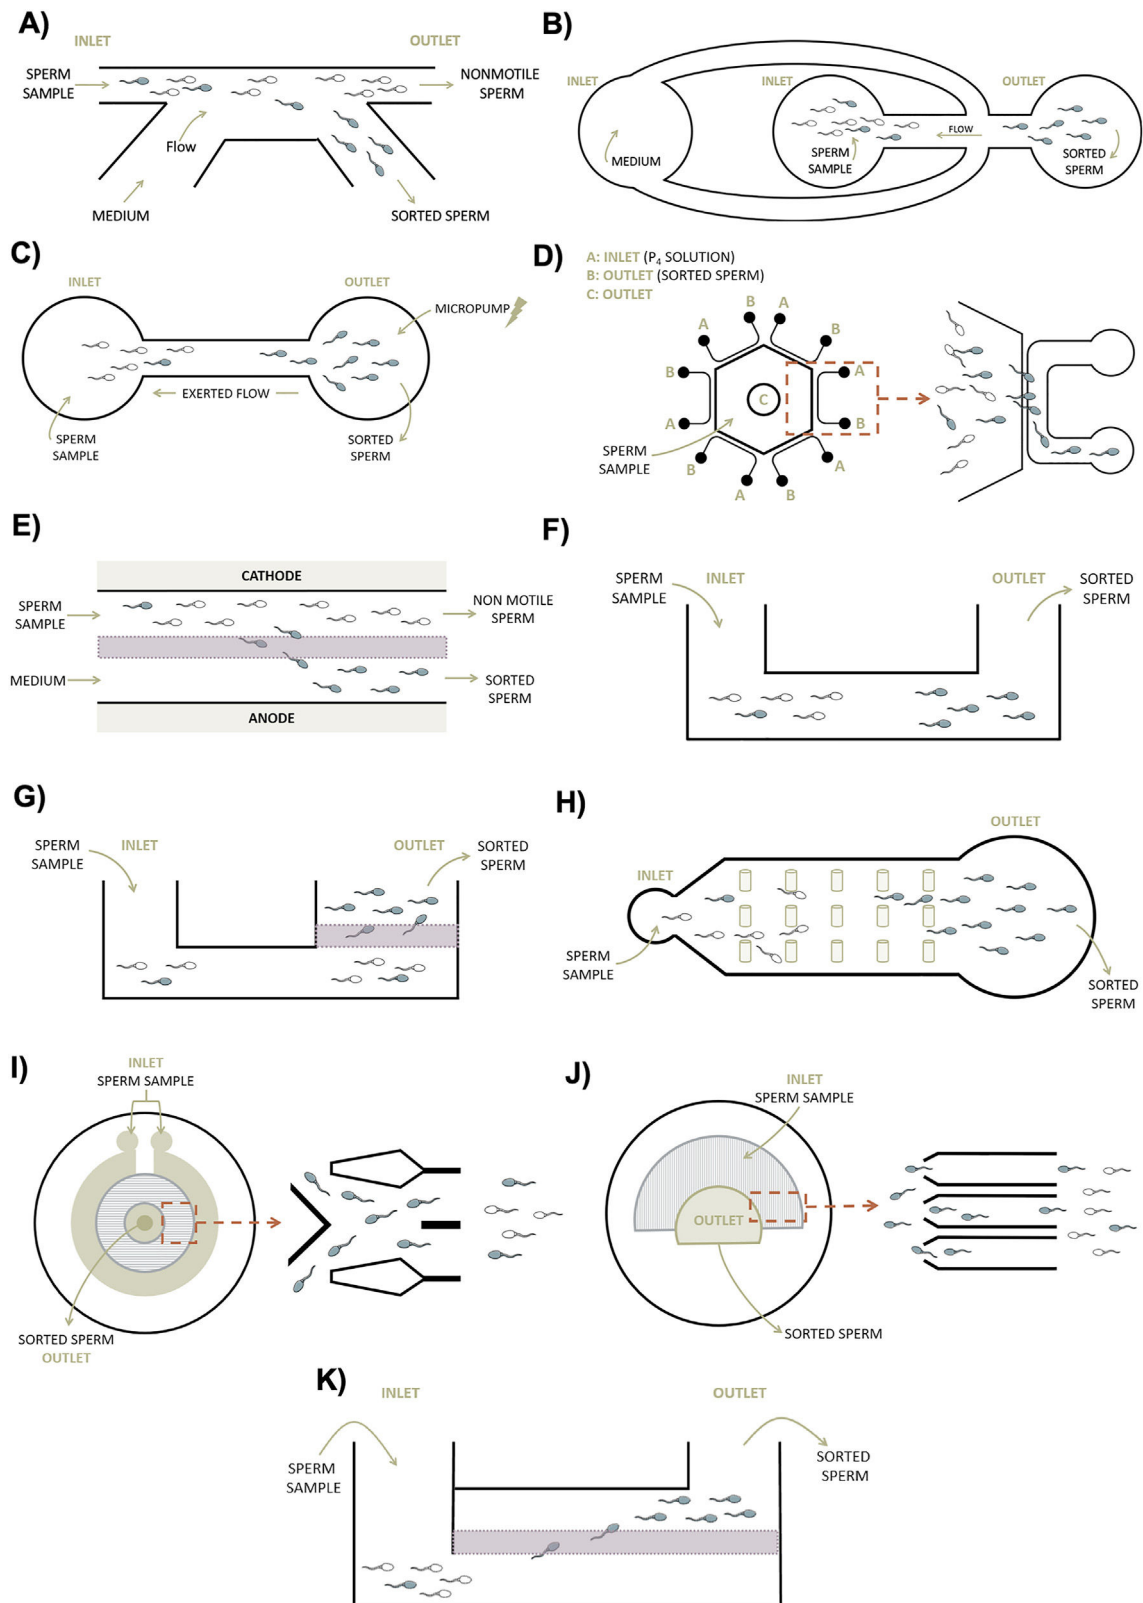 A)
INLET
OUTLET
SPERM
SAMPLE
NONMOTILE
SPERM
Flow
MEDIUM
SORTED SPERM
B)
INLET
INLET
OUTLET
MEDIUM
FLOW
SPERM
SAMPLE
SORTED
SPERM
C)
INLET
OUTLET
MICROPUMP
EXERTED FLOW
SPERM
SAMPLE
SORTED
SPERM
D)
A: INLET (P₄ SOLUTION)
B: OUTLET (SORTED SPERM)
C: OUTLET
B
A
A
B
B
A
C
A
B
B
A
A
B
SPERM
SAMPLE
E)
CATHODE
SPERM
SAMPLE
NON MOTILE
SPERM
MEDIUM
SORTED
SPERM
ANODE
F)
SPERM
SAMPLE
INLET
OUTLET
SORTED
SPERM
G)
SPERM
SAMPLE
INLET
OUTLET
SORTED
SPERM
H)
OUTLET
INLET
SPERM
SAMPLE
SORTED
SPERM
I)
INLET
SPERM SAMPLE
SORTED SPERM
OUTLET
J)
INLET
SPERM SAMPLE
OUTLET
SORTED SPERM
K)
INLET
OUTLET
SPERM
SAMPLE
SORTED
SPERM